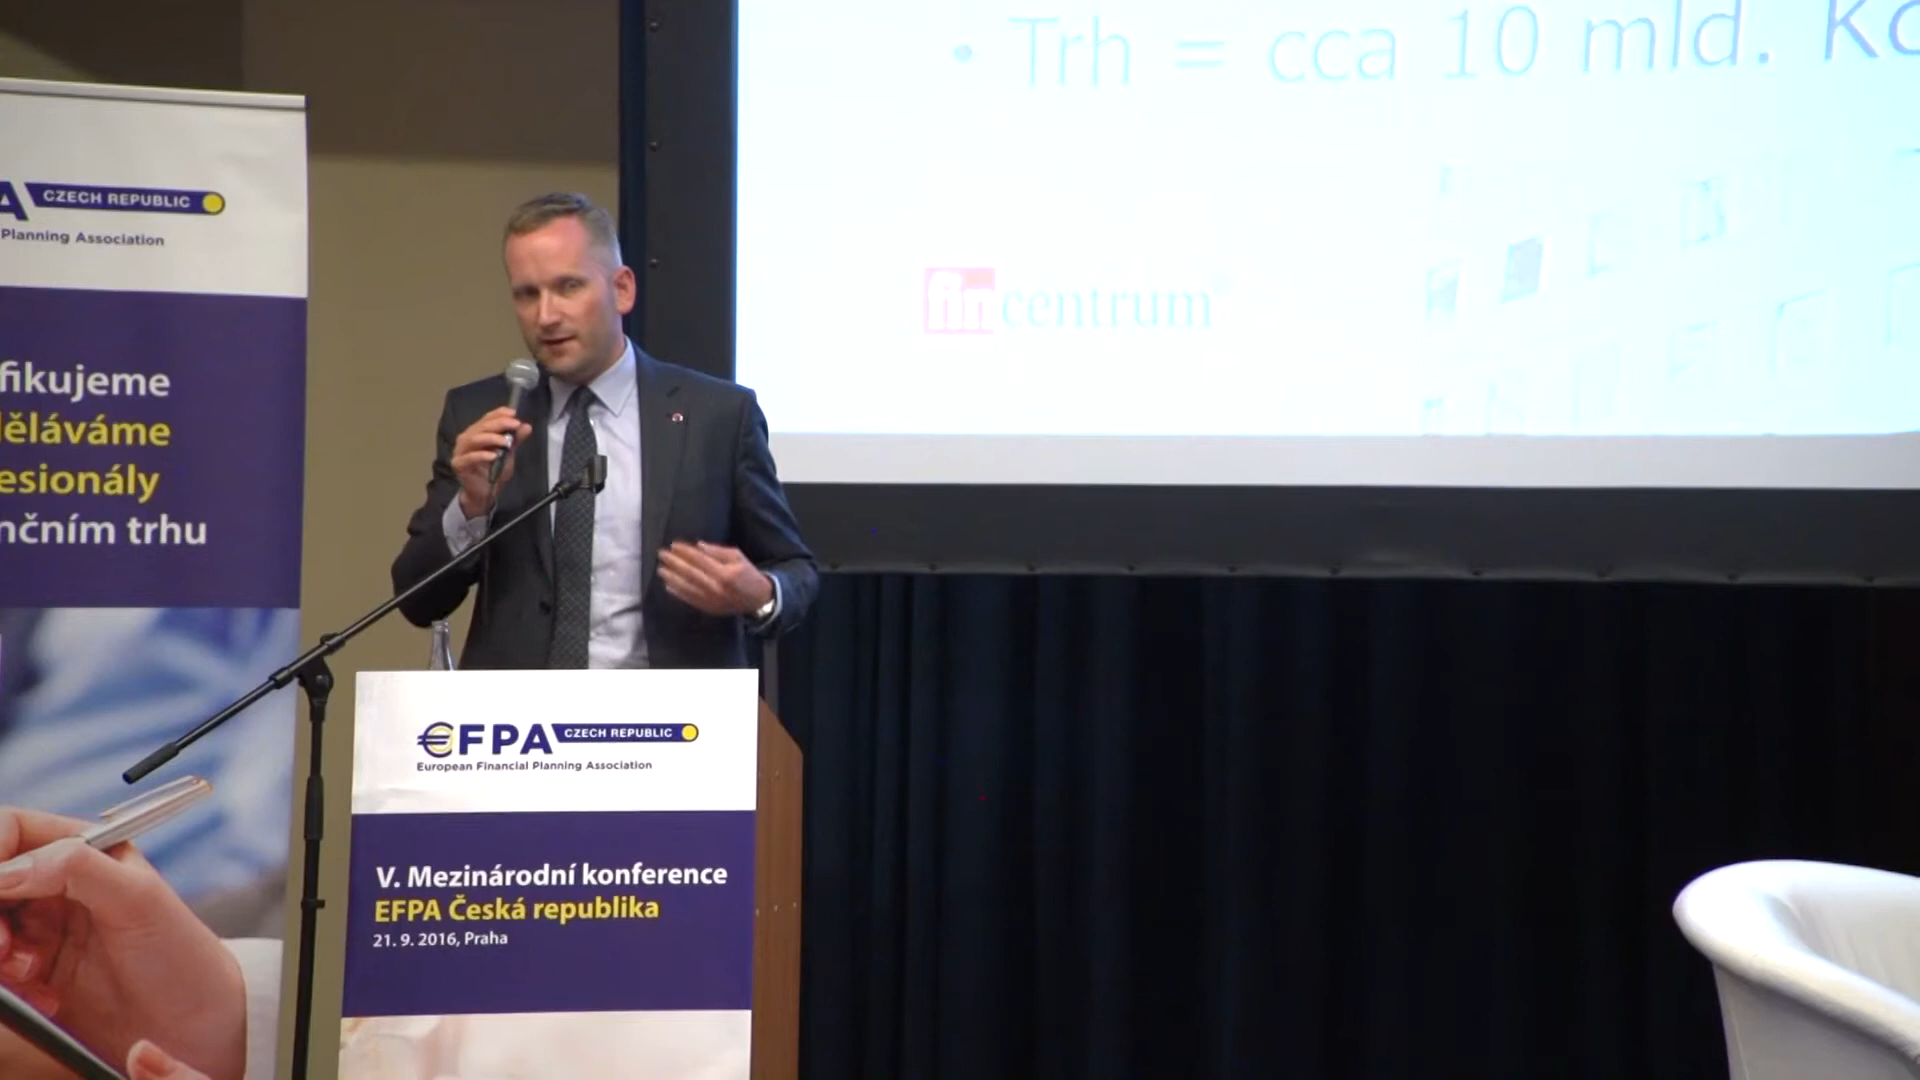 • Trh = cca 10 mld. Kč
fincentrum
CZECH REPUBLIC
Planning Association
fikujeme
děláváme
esionály
nčním trhu
€FPA CZECH REPUBLIC
European Financial Planning Association
V. Mezinárodní konference
EFPA Česká republika
21. 9. 2016, Praha